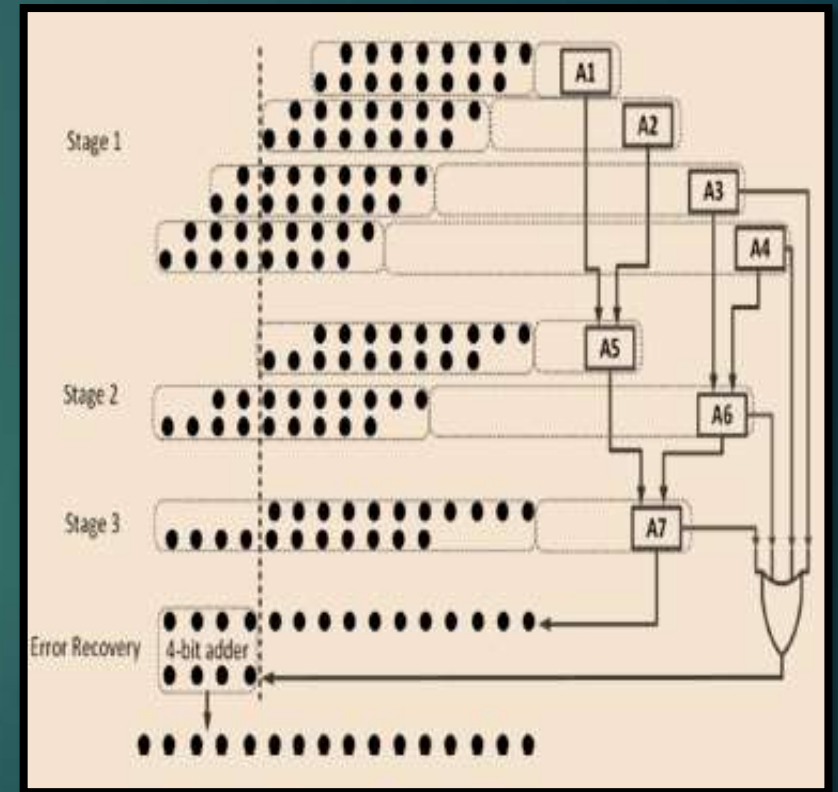 Stage 1
A1
A2
A3
A4
Stage 2
A5
A6
Stage 3
A7
Error Recovery
4-bit adder